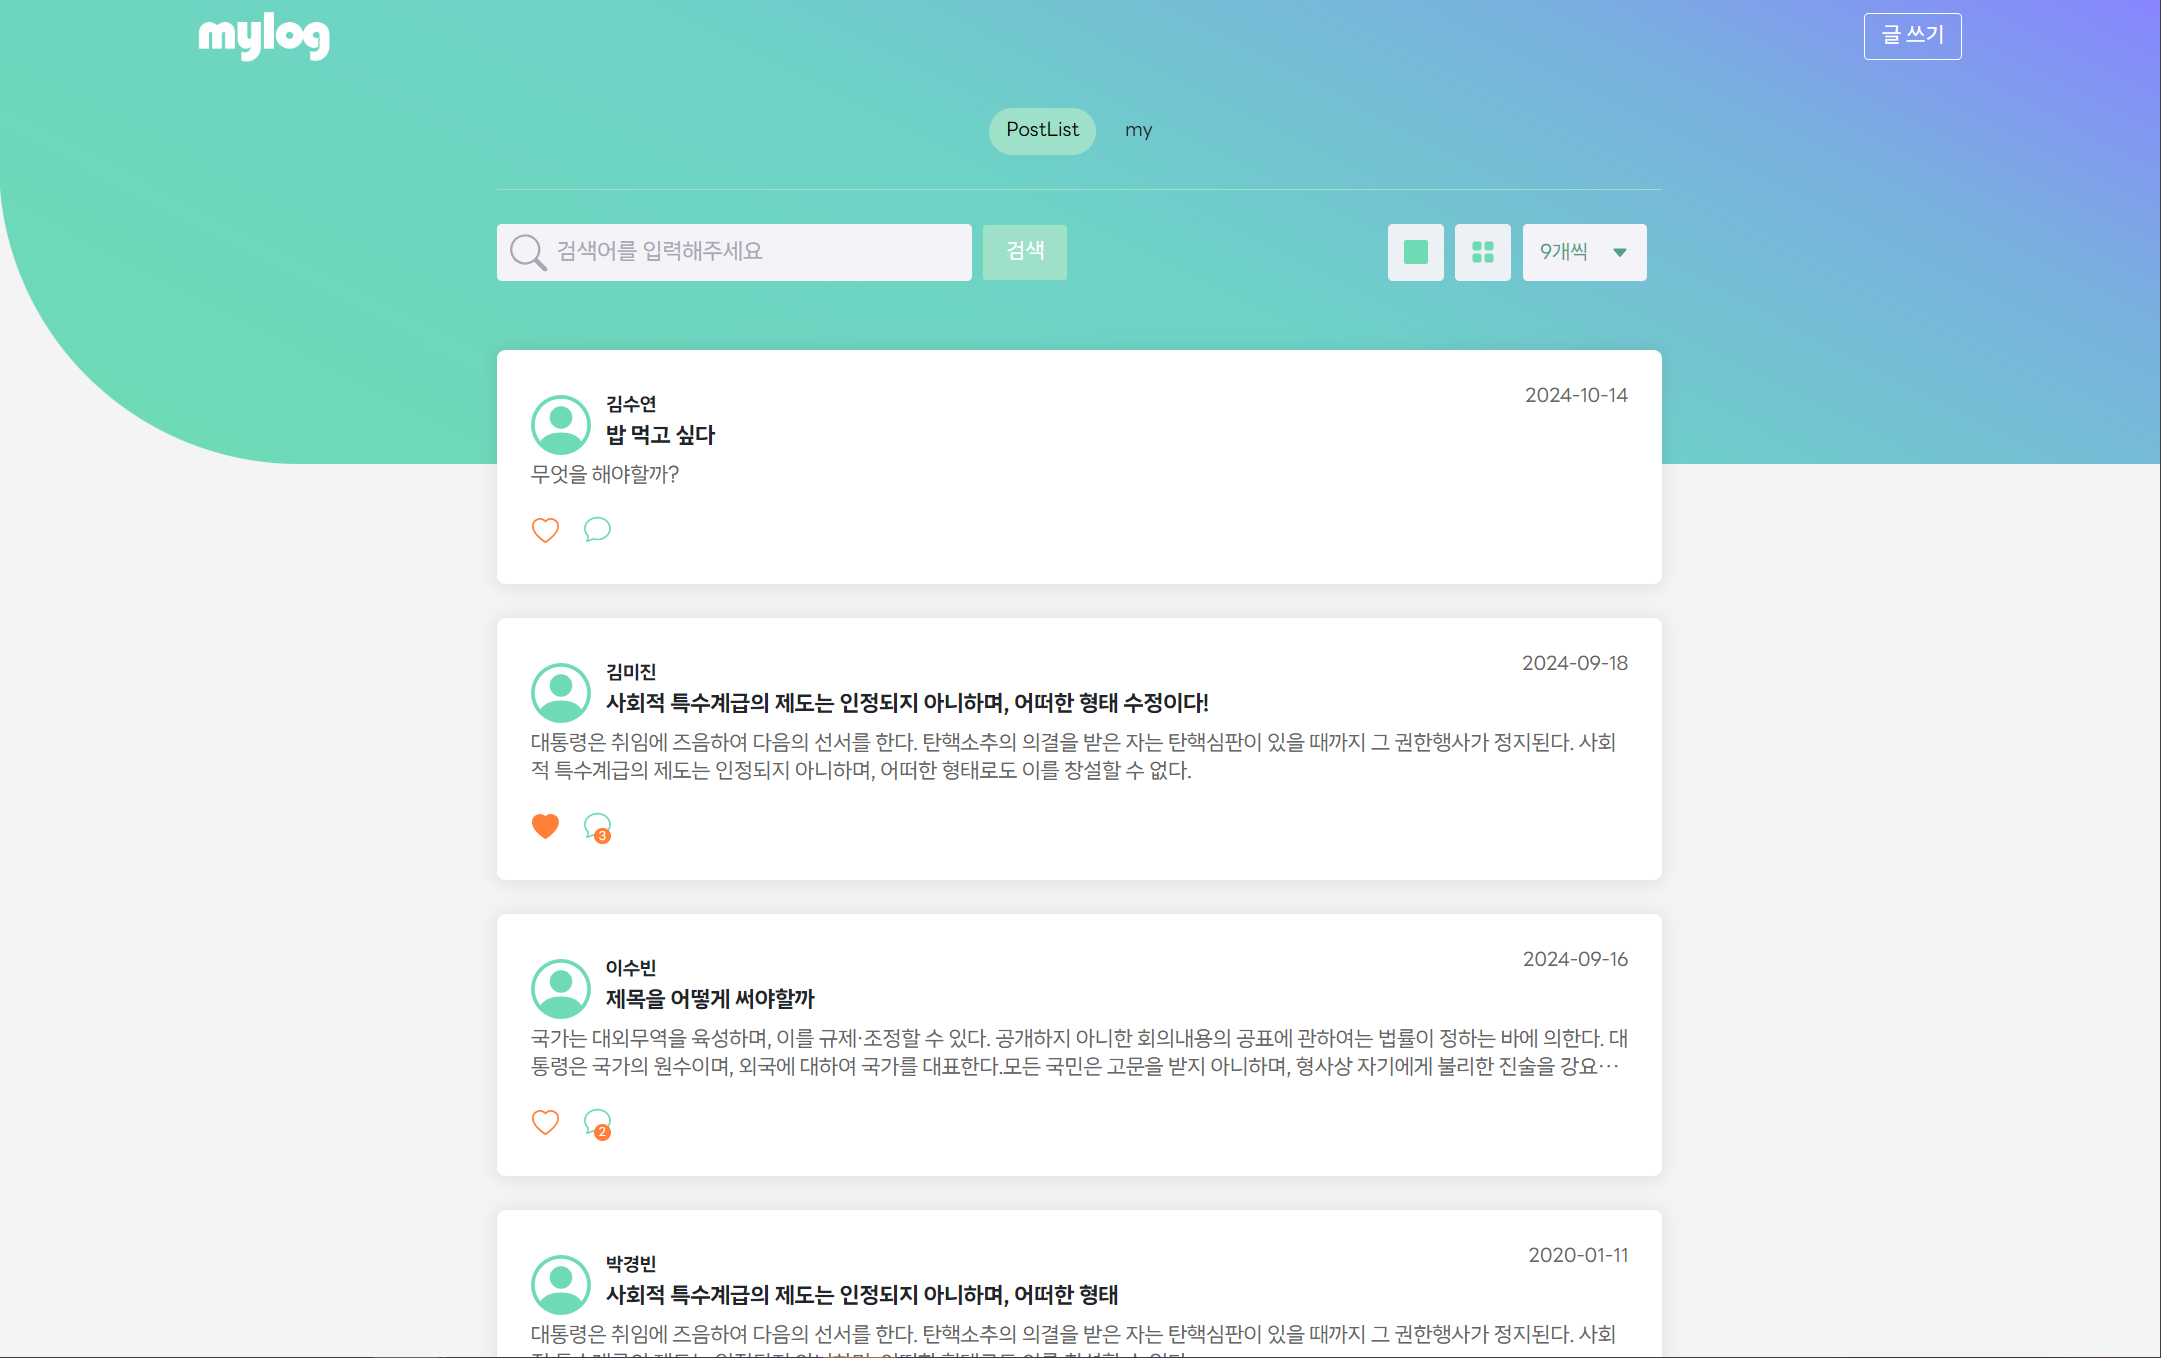 mylog
글 쓰기
PostList
my
검색어를 입력해주세요
검색
9개씩
김수연
2024-10-14
밥 먹고 싶다
무엇을 해야할까?
김미진
2024-09-18
사회적 특수계급의 제도는 인정되지 아니하며, 어떠한 형태 수정이다!
대통령은 취임에 즈음하여 다음의 선서를 한다. 탄핵소추의 의결을 받은 자는 탄핵심판이 있을 때까지 그 권한행사가 정지된다. 사회
적 특수계급의 제도는 인정되지 아니하며, 어떠한 형태로도 이를 창설할 수 없다.
3
이수빈
2024-09-16
제목을 어떻게 써야할까
국가는 대외무역을 육성하며, 이를 규제·조정할 수 있다. 공개하지 아니한 회의내용의 공표에 관하여는 법률이 정하는 바에 의한다. 대
통령은 국가의 원수이며, 외국에 대하여 국가를 대표한다.모든 국민은 고문을 받지 아니하며, 형사상 자기에게 불리한 진술을 강요…
2
박경빈
2020-01-11
사회적 특수계급의 제도는 인정되지 아니하며, 어떠한 형태
대통령은 취임에 즈음하여 다음의 선서를 한다. 탄핵소추의 의결을 받은 자는 탄핵심판이 있을 때까지 그 권한행사가 정지된다. 사회